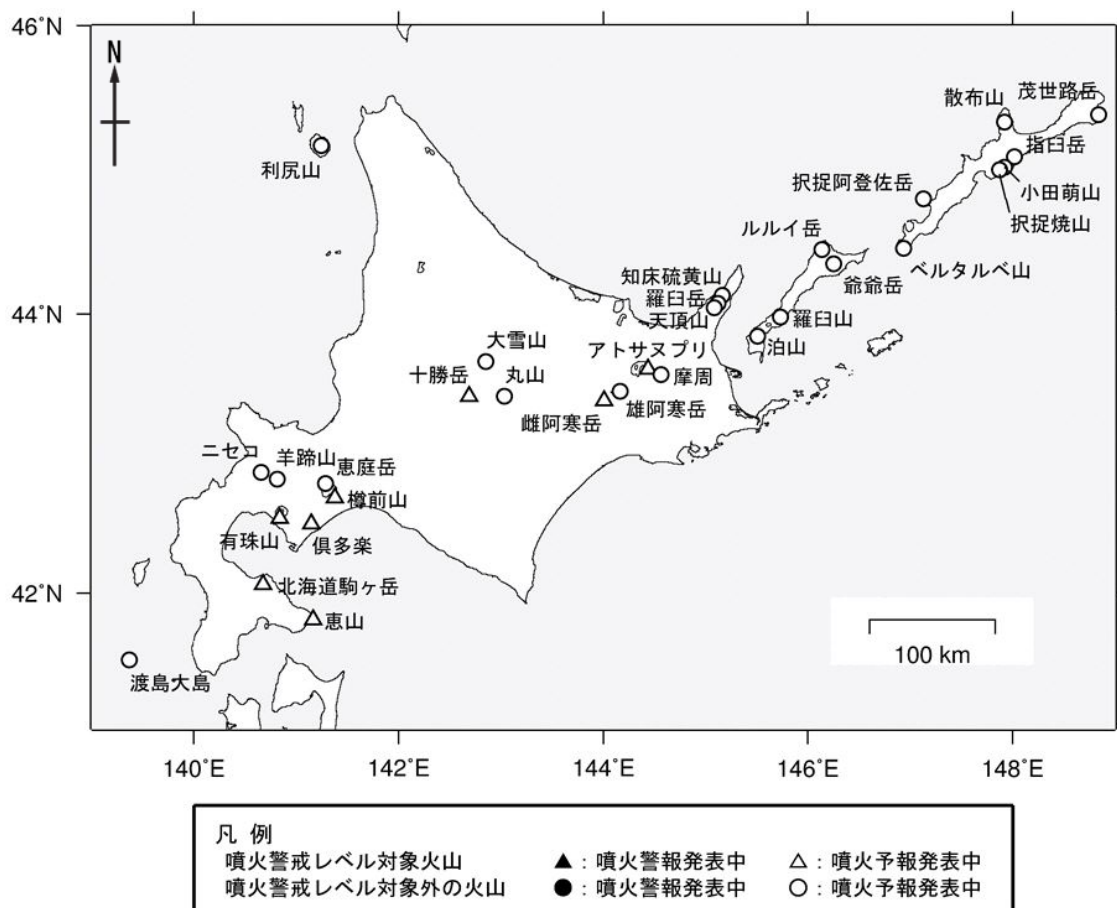 46°N
N
散布山
茂世路岳
利尻山
指臼岳
択捉阿登佐岳
小田萌山
択捉焼山
ルルイ岳
ベルタルベ山
爺爺岳
知床硫黄山
44°N
羅臼岳
天頂山
羅臼山
泊山
大雪山
アトサヌプリ
十勝岳
丸山
摩周
雌阿寒岳
雄阿寒岳
ニセコ
羊蹄山
恵庭岳
樽前山
有珠山
倶多楽
42°N
北海道駒ヶ岳
恵山
100 km
渡島大島
140°E
142°E
144°E
146°E
148°E
凡 例
噴火警戒レベル対象火山 ▲:噴火警報発表中 △:噴火予報発表中
噴火警戒レベル対象外の火山 ●:噴火警報発表中 ○:噴火予報発表中